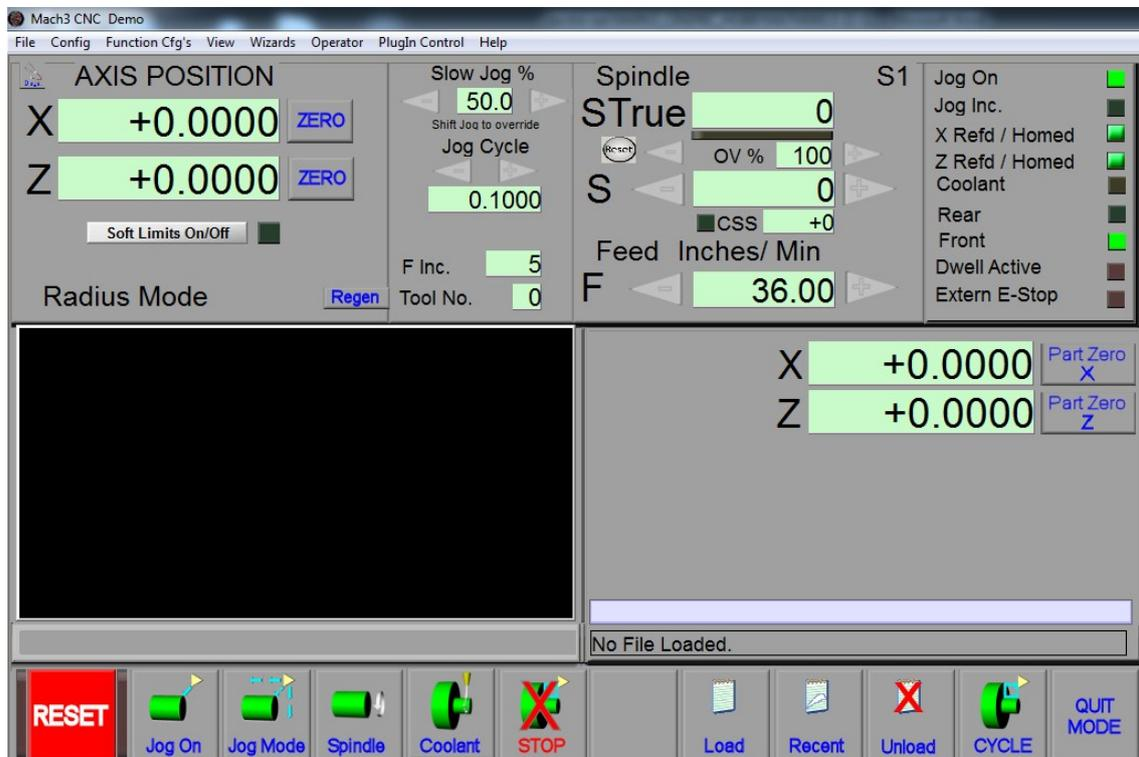 Mach3 CNC Demo
File Config Function Cfg's View Wizards Operator PlugIn Control Help
AXIS POSITION
X +0.0000 ZERO
Z +0.0000 ZERO
Soft Limits On/Off
Radius Mode
Regen
Slow Jog %
50.0
Shift Jog to override
Jog Cycle
0.1000
F Inc. 5
Tool No. 0
Spindle S1
STrue 0
Reset
OV % 100
S 0
CSS +0
Feed Inches/ Min
F 36.00
Jog On
Jog Inc.
X Refd / Homed
Z Refd / Homed
Coolant
Rear
Front
Dwell Active
Extern E-Stop
X +0.0000 Part Zero
X
Z +0.0000 Part Zero
Z
No File Loaded.
RESET
Jog On
Jog Mode
Spindle
Coolant
STOP
Load
Recent
Unload
CYCLE
QUIT
MODE